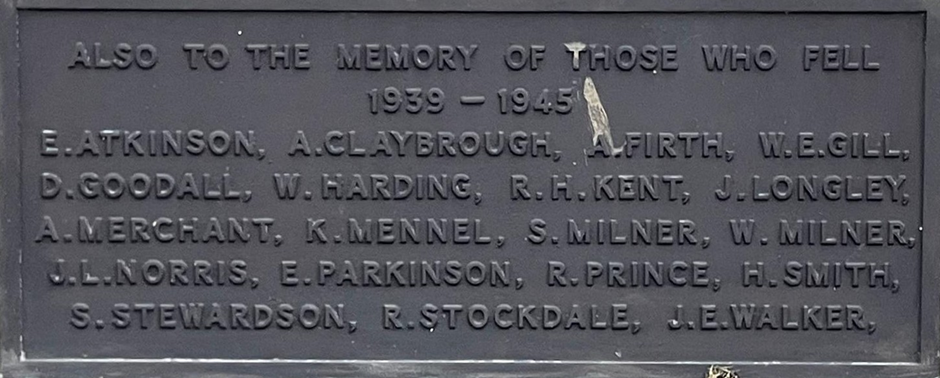 ALSO TO THE MEMORY OF THOSE WHO FELL
1939 – 1945
E. ATKINSON, A. CLAYBROUGH, A. FIRTH, W. E. GILL,
D. GOODALL, W. HARDING, R. H. KENT, J. LONGLEY,
A. MERCHANT, K. MENNEL, S. MILNER, W. MILNER,
J. L. NORRIS, E. PARKINSON, R. PRINCE, H. SMITH,
S. STEWARDSON, R. STOCKDALE, J. E. WALKER,